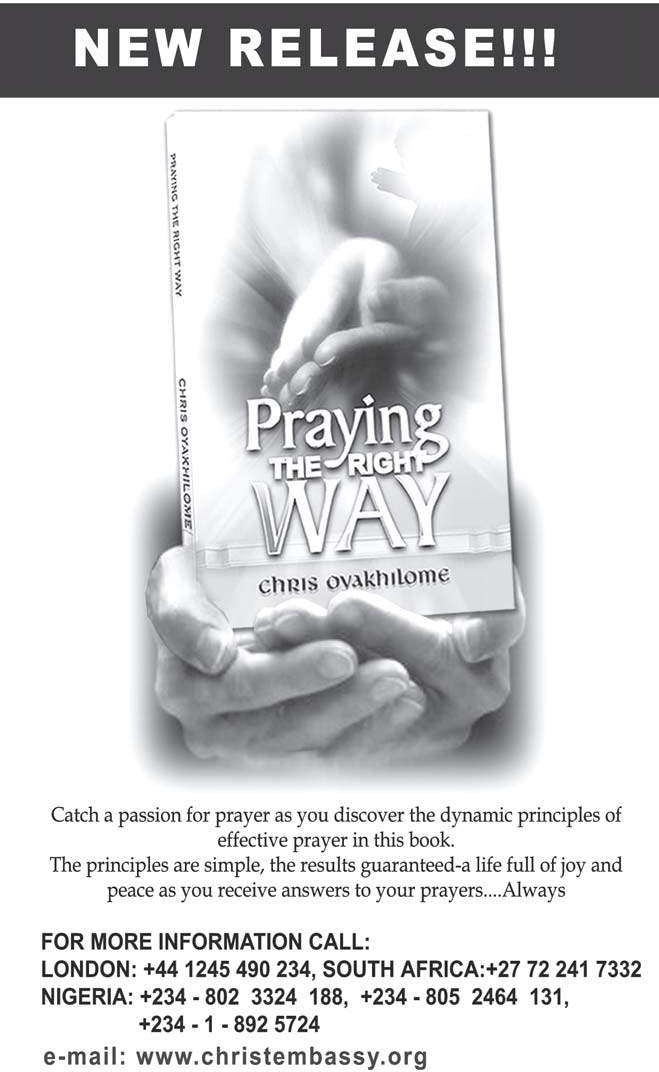 NEW RELEASE!!!
PRAYING THE RIGHT WAY
CHRIS OYAKHILOME
Praying
THE RIGHT
WAY
CHRIS OYAKHILOME
Catch a passion for prayer as you discover the dynamic principles of
effective prayer in this book.
The principles are simple, the results guaranteed-a life full of joy and
peace as you receive answers to your prayers....Always
FOR MORE INFORMATION CALL:
LONDON: +44 1245 490 234, SOUTH AFRICA:+27 72 241 7332
NIGERIA: +234 - 802 3324 188, +234 - 805 2464 131,
+234 - 1 - 892 5724
e-mail: www.christembassy.org